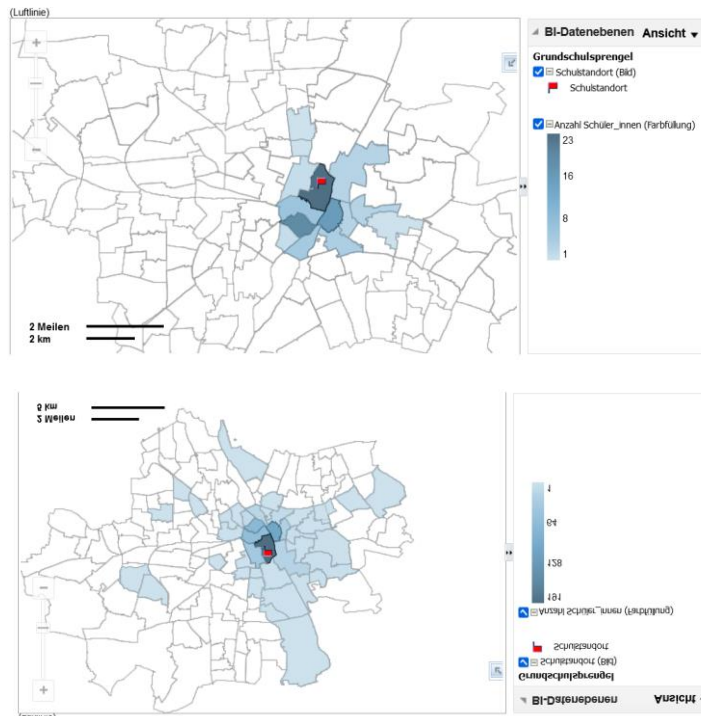 (Luftlinie)
BI-Datenebenen Ansicht
Grundschulsprengel
Schulstandort (Bild)
Schulstandort
Anzahl Schüler_innen (Farbfüllung)
23
16
8
1
2 Meilen
2 km
5 km
2 Meilen
1
64
128
191
Anzahl Schüler_innen (Farbfüllung)
Schulstandort
Schulstandort (Bild)
Grundschulsprengel
BI-Datenebenen Ansicht